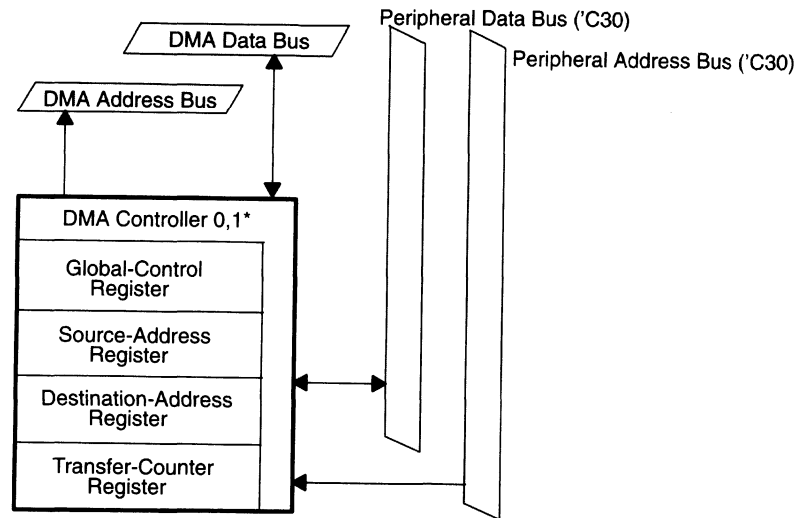 Peripheral Data Bus ('C30)
DMA Data Bus
Peripheral Address Bus ('C30)
DMA Address Bus
DMA Controller 0,1*
Global-Control
Register
Source-Address
Register
Destination-Address
Register
Transfer-Counter
Register